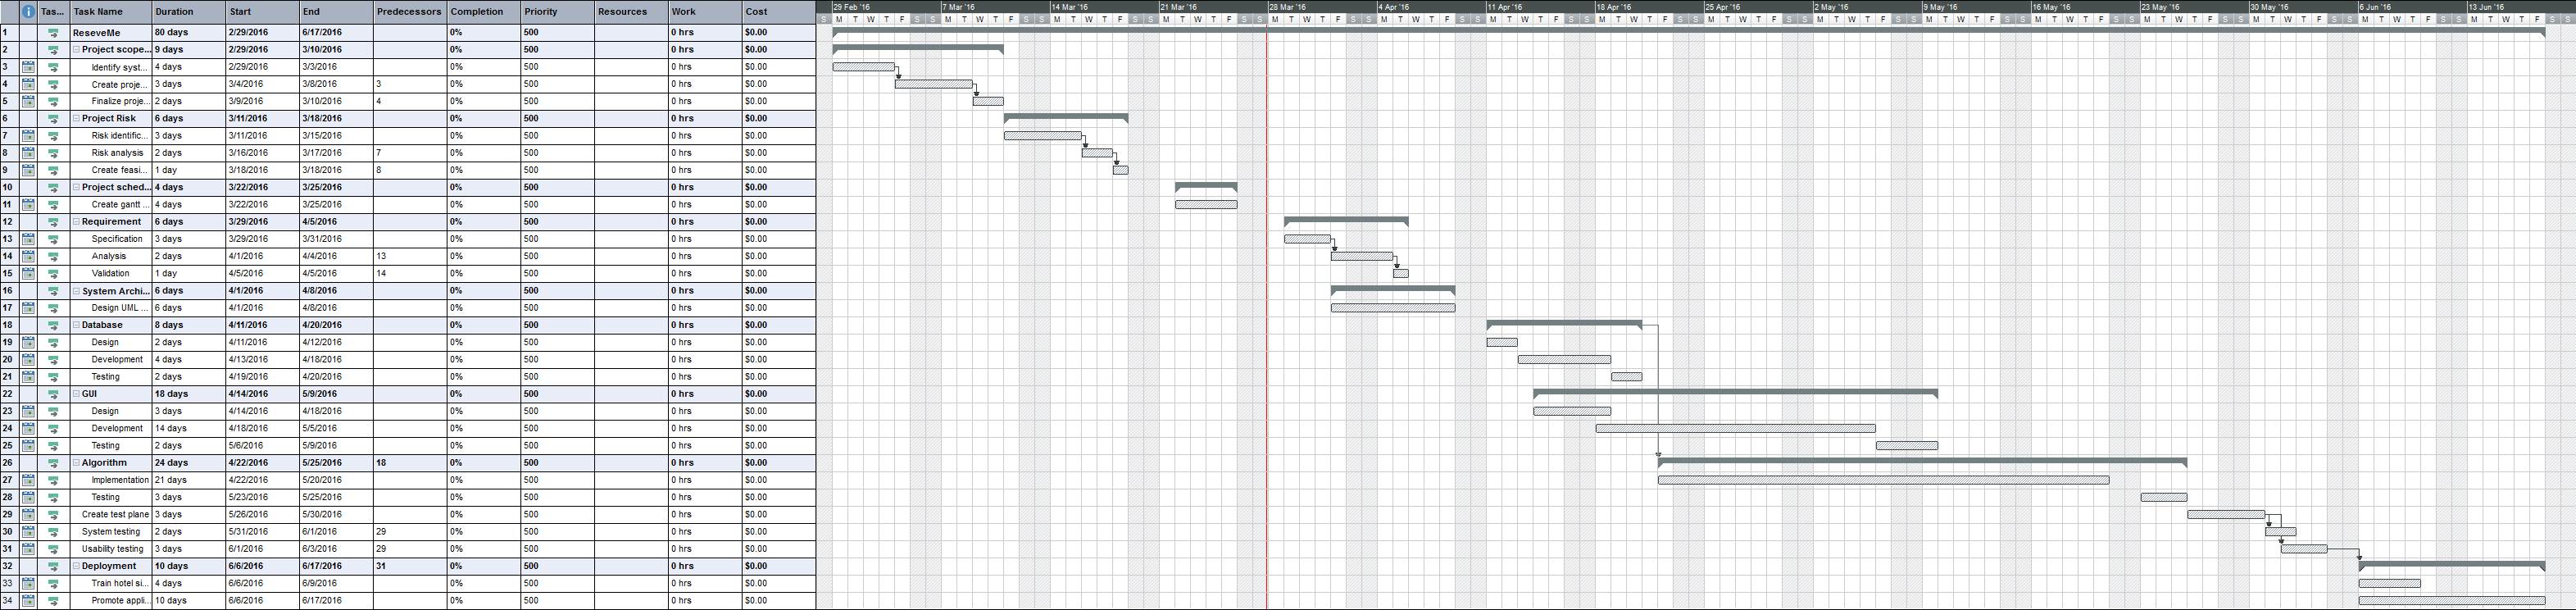 Tas... Task Name Duration Start End Predecessors Completion Priority Resources Work Cost
29 Feb '16 7 Mar '16 14 Mar '16 21 Mar '16 28 Mar '16 4 Apr '16 11 Apr '16 18 Apr '16 25 Apr '16 2 May '16 9 May '16 16 May '16 23 May '16 30 May '16 6 Jun '16 13 Jun '16
S M T W T F S S M T W T F S S M T W T F S S M T W T F S S M T W T F S S M T W T F S S M T W T F S S M T W T F S S M T W T F S S M T W T F S S M T W T F S S M T W T F S S M T W T F S S M T W T F S S M T W T F S S M T W T F S S
1 ReseveMe 80 days 2/29/2016 6/17/2016 0% 500 0 hrs $0.00
2 Project scope... 9 days 2/29/2016 3/10/2016 0% 500 0 hrs $0.00
3 Identify syst... 4 days 2/29/2016 3/3/2016 0% 500 0 hrs $0.00
4 Create proje... 3 days 3/4/2016 3/8/2016 3 0% 500 0 hrs $0.00
5 Finalize proje... 2 days 3/9/2016 3/10/2016 4 0% 500 0 hrs $0.00
6 Project Risk 6 days 3/11/2016 3/18/2016 0% 500 0 hrs $0.00
7 Risk identific... 3 days 3/11/2016 3/15/2016 0% 500 0 hrs $0.00
8 Risk analysis 2 days 3/16/2016 3/17/2016 7 0% 500 0 hrs $0.00
9 Create feasi... 1 day 3/18/2016 3/18/2016 8 0% 500 0 hrs $0.00
10 Project sched... 4 days 3/22/2016 3/25/2016 0% 500 0 hrs $0.00
11 Create gantt ... 4 days 3/22/2016 3/25/2016 0% 500 0 hrs $0.00
12 Requirement 6 days 3/29/2016 4/5/2016 0% 500 0 hrs $0.00
13 Specification 3 days 3/29/2016 3/31/2016 0% 500 0 hrs $0.00
14 Analysis 2 days 4/1/2016 4/4/2016 13 0% 500 0 hrs $0.00
15 Validation 1 day 4/5/2016 4/5/2016 14 0% 500 0 hrs $0.00
16 System Archi... 6 days 4/1/2016 4/8/2016 0% 500 0 hrs $0.00
17 Design UML ... 6 days 4/1/2016 4/8/2016 0% 500 0 hrs $0.00
18 Database 8 days 4/11/2016 4/20/2016 0% 500 0 hrs $0.00
19 Design 2 days 4/11/2016 4/12/2016 0% 500 0 hrs $0.00
20 Development 4 days 4/13/2016 4/18/2016 0% 500 0 hrs $0.00
21 Testing 2 days 4/19/2016 4/20/2016 0% 500 0 hrs $0.00
22 GUI 18 days 4/14/2016 5/9/2016 0% 500 0 hrs $0.00
23 Design 3 days 4/14/2016 4/18/2016 0% 500 0 hrs $0.00
24 Development 14 days 4/18/2016 5/5/2016 0% 500 0 hrs $0.00
25 Testing 2 days 5/6/2016 5/9/2016 0% 500 0 hrs $0.00
26 Algorithm 24 days 4/22/2016 5/25/2016 18 0% 500 0 hrs $0.00
27 Implementation 21 days 4/22/2016 5/20/2016 0% 500 0 hrs $0.00
28 Testing 3 days 5/23/2016 5/25/2016 0% 500 0 hrs $0.00
29 Create test plane 3 days 5/26/2016 5/30/2016 0% 500 0 hrs $0.00
30 System testing 2 days 5/31/2016 6/1/2016 29 0% 500 0 hrs $0.00
31 Usability testing 3 days 6/1/2016 6/3/2016 29 0% 500 0 hrs $0.00
32 Deployment 10 days 6/6/2016 6/17/2016 31 0% 500 0 hrs $0.00
33 Train hotel si... 4 days 6/6/2016 6/9/2016 0% 500 0 hrs $0.00
34 Promote appli... 10 days 6/6/2016 6/17/2016 0% 500 0 hrs $0.00